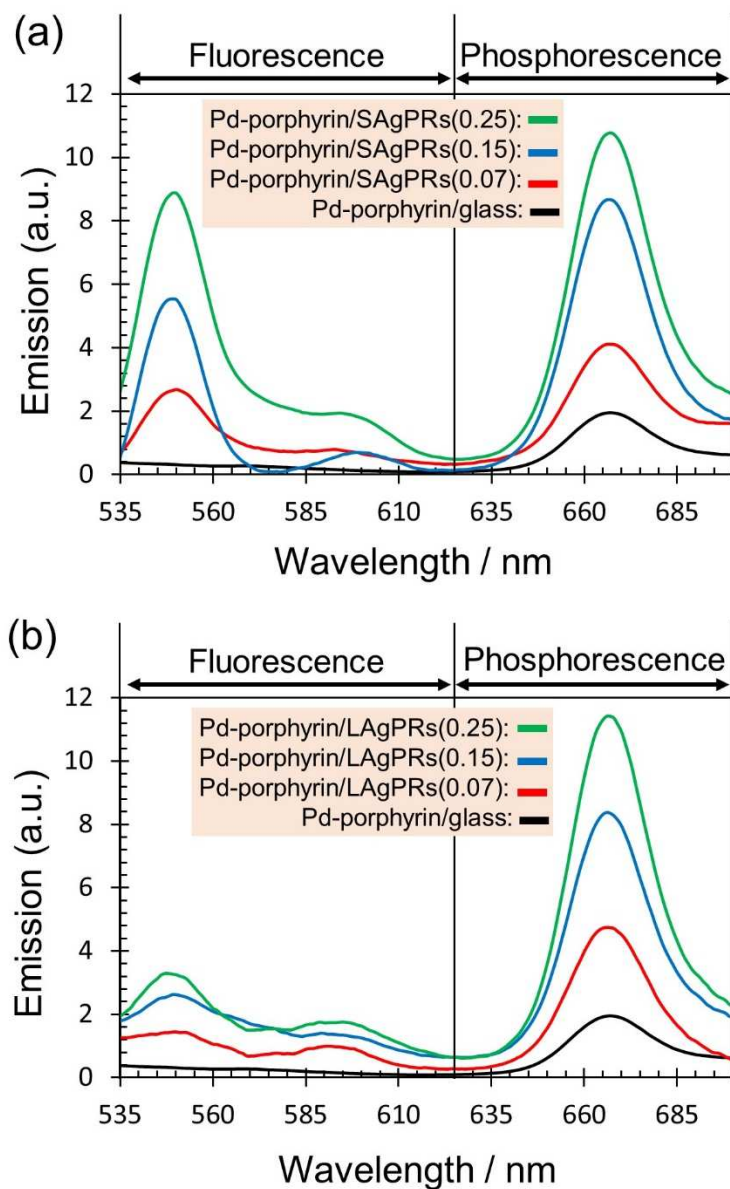 (a)
Fluorescence Phosphorescence
12
10
8
6
4
2
0
Emission (a.u.)
Pd-porphyrin/SAgPRs(0.25):
Pd-porphyrin/SAgPRs(0.15):
Pd-porphyrin/SAgPRs(0.07):
Pd-porphyrin/glass:
535 560 585 610 635 660 685
Wavelength / nm
(b)
Fluorescence Phosphorescence
12
10
8
6
4
2
0
Emission (a.u.)
Pd-porphyrin/LAgPRs(0.25):
Pd-porphyrin/LAgPRs(0.15):
Pd-porphyrin/LAgPRs(0.07):
Pd-porphyrin/glass:
535 560 585 610 635 660 685
Wavelength / nm